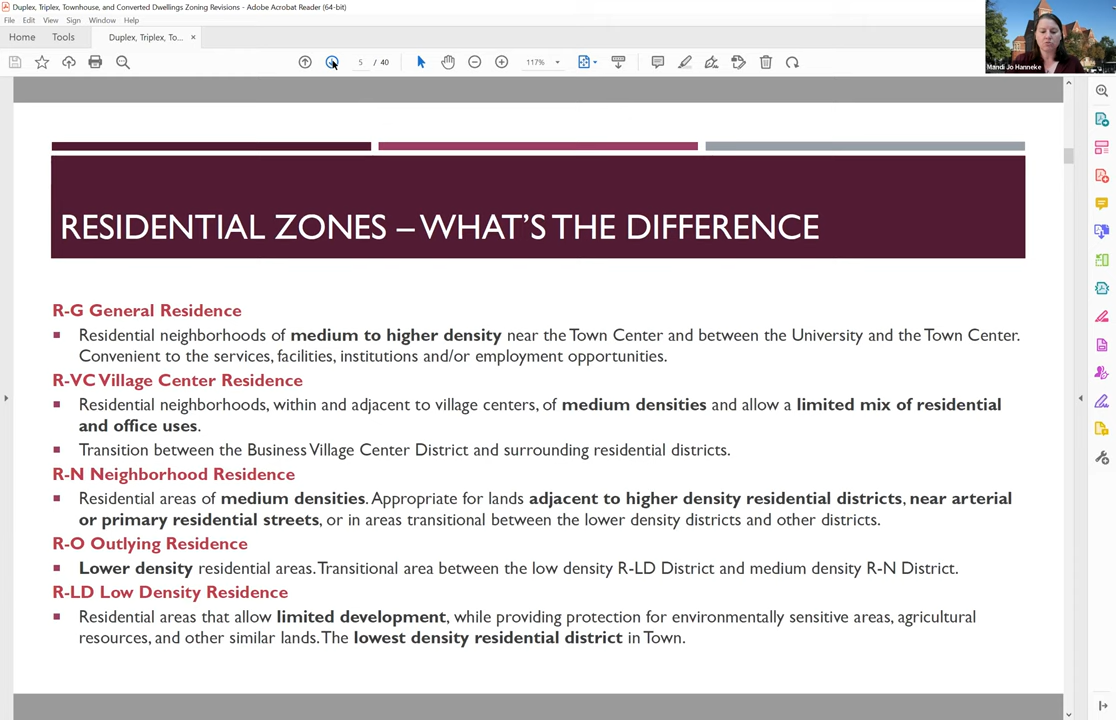 Duplex, Triplex, Townhouse, and Converted Dwellings Zoning Revisions - Adobe Acrobat Reader (64-bit)
File Edit View Sign Window Help
Home Tools Duplex, Triplex, To... ×
5 / 40 117%
Mandi Jo Hanneke
RESIDENTIAL ZONES – WHAT'S THE DIFFERENCE
R-G General Residence
▪ Residential neighborhoods of medium to higher density near the Town Center and between the University and the Town Center.
Convenient to the services, facilities, institutions and/or employment opportunities.
R-VC Village Center Residence
▪ Residential neighborhoods, within and adjacent to village centers, of medium densities and allow a limited mix of residential
and office uses.
▪ Transition between the Business Village Center District and surrounding residential districts.
R-N Neighborhood Residence
▪ Residential areas of medium densities. Appropriate for lands adjacent to higher density residential districts, near arterial
or primary residential streets, or in areas transitional between the lower density districts and other districts.
R-O Outlying Residence
▪ Lower density residential areas. Transitional area between the low density R-LD District and medium density R-N District.
R-LD Low Density Residence
▪ Residential areas that allow limited development, while providing protection for environmentally sensitive areas, agricultural
resources, and other similar lands. The lowest density residential district in Town.